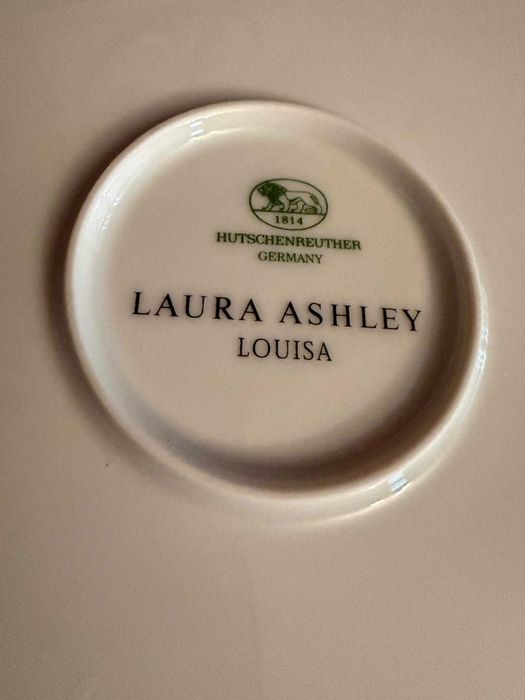 1814
HUTSCHENREUTHER
GERMANY
LAURA ASHLEY
LOUISA